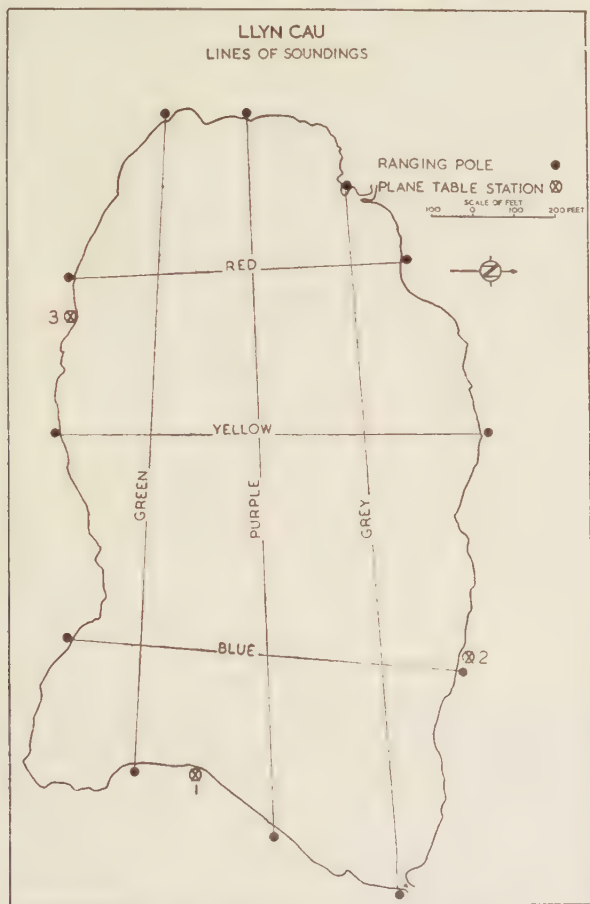 LLYN CAU
LINES OF SOUNDINGS
RANGING POLE
PLANE TABLE STATION
SCALE OF FEET
100 0 100 200 FEET
N
RED
3
YELLOW
GREEN
PURPLE
GREY
BLUE
2
1